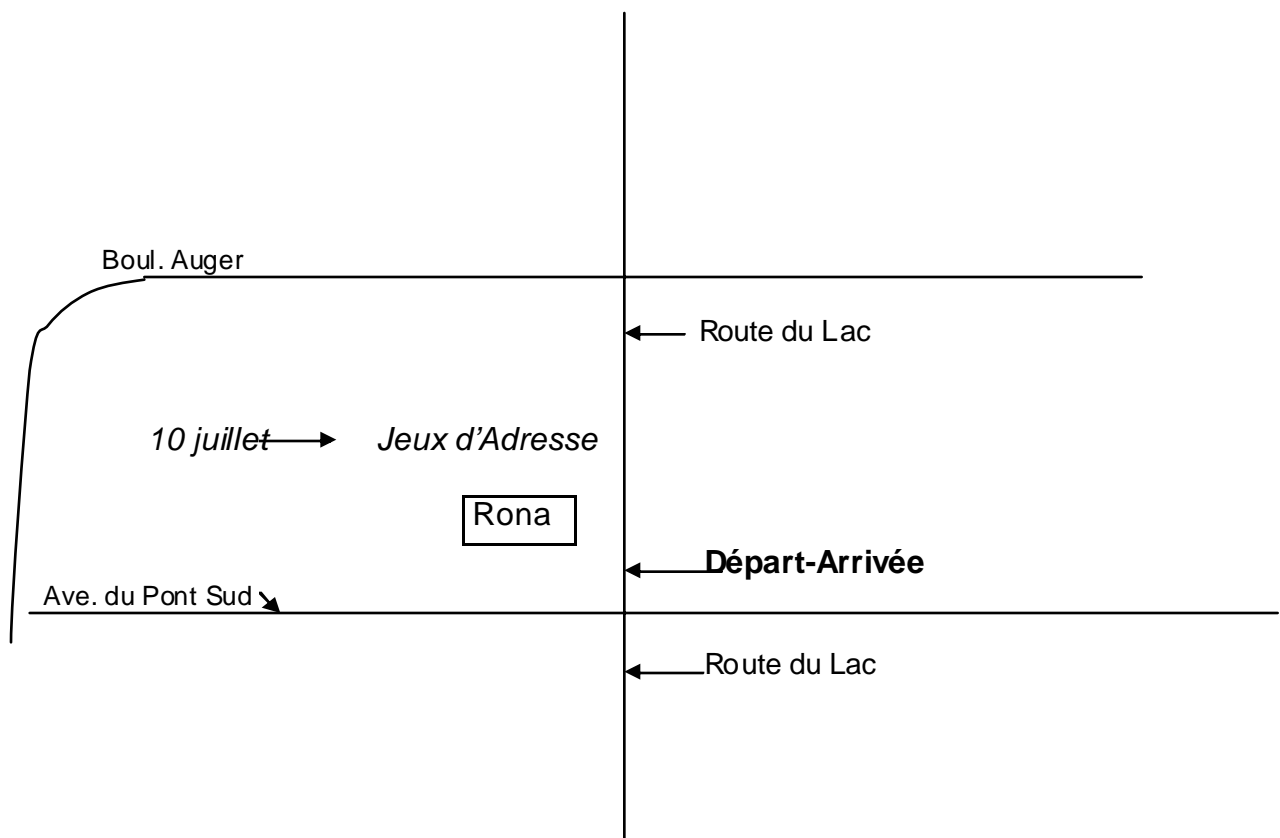 Boul. Auger
Route du Lac
10 juillet Jeux d'Adresse
Rona
Départ-Arrivée
Ave. du Pont Sud
Route du Lac